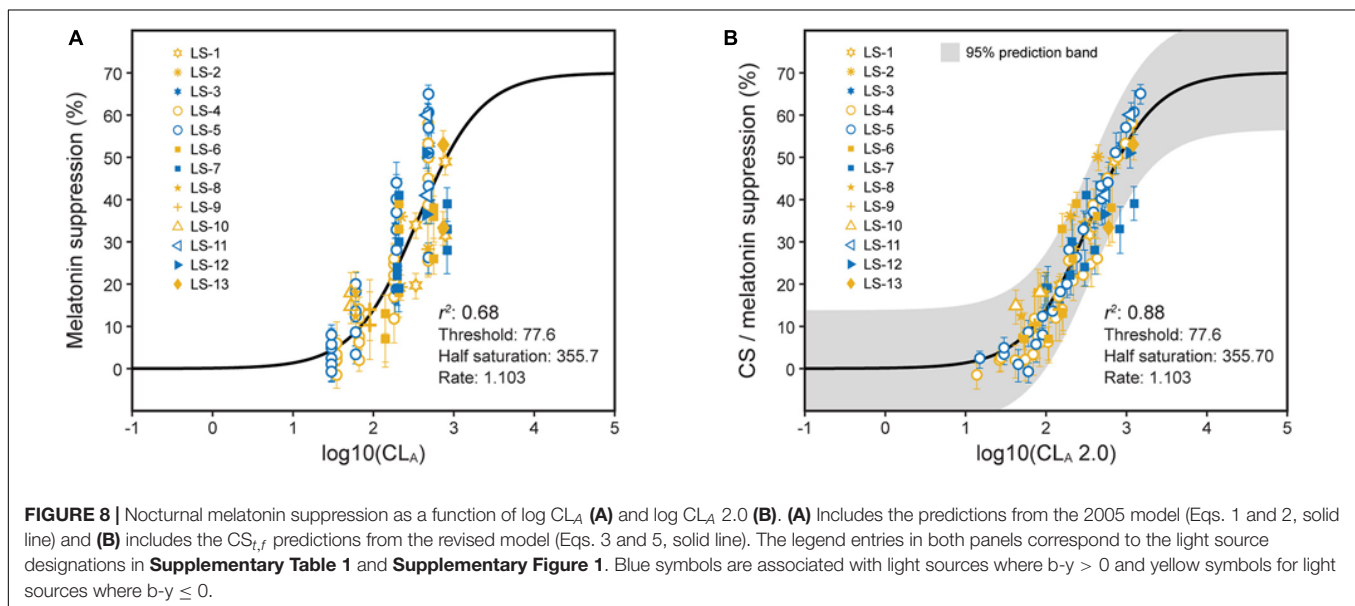 A
LS-1
LS-2
LS-3
LS-4
LS-5
LS-6
LS-7
LS-8
LS-9
LS-10
LS-11
LS-12
LS-13
Melatonin suppression (%)
70
60
50
40
30
20
10
0
r²: 0.68
Threshold: 77.6
Half saturation: 355.7
Rate: 1.103
-1 0 1 2 3 4 5
log10(CLA)
B
LS-1
LS-2
LS-3
LS-4
LS-5
LS-6
LS-7
LS-8
LS-9
LS-10
LS-11
LS-12
LS-13
95% prediction band
CS / melatonin suppression (%)
70
60
50
40
30
20
10
0
r²: 0.88
Threshold: 77.6
Half saturation: 355.70
Rate: 1.103
-1 0 1 2 3 4 5
log10(CLA 2.0)
FIGURE 8 | Nocturnal melatonin suppression as a function of log CLA (A) and log CLA 2.0 (B). (A) Includes the predictions from the 2005 model (Eqs. 1 and 2, solid
line) and (B) includes the CSt,f predictions from the revised model (Eqs. 3 and 5, solid line). The legend entries in both panels correspond to the light source
designations in Supplementary Table 1 and Supplementary Figure 1. Blue symbols are associated with light sources where b-y > 0 and yellow symbols for light
sources where b-y ≤ 0.